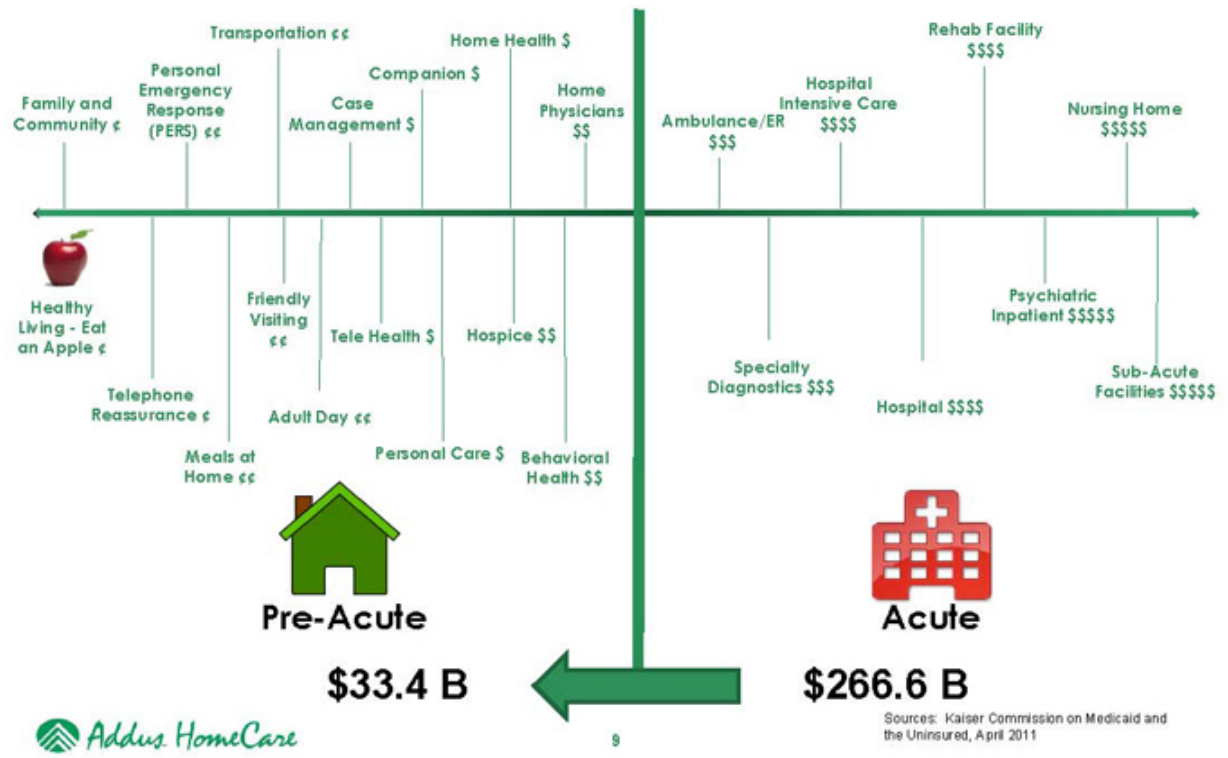 Transportation ¢¢
Home Health $
Rehab Facility
$$$$
Personal
Emergency
Response
(PERS) ¢¢
Companion $
Family and
Community ¢
Case
Management $
Home
Physicians
$$
Ambulance/ER
$$$
Hospital
Intensive Care
$$$$
Nursing Home
$$$$$
Healthy
Living - Eat
an Apple ¢
Telephone
Reassurance ¢
Meals at
Home ¢¢
Friendly
Visiting
¢¢
Adult Day ¢¢
Tele Health $
Personal Care $
Hospice $$
Behavioral
Health $$
Specialty
Diagnostics $$$
Hospital $$$$
Psychiatric
Inpatient $$$$$
Sub-Acute
Facilities $$$$$
Pre-Acute
Acute
$33.4 B
$266.6 B
Sources: Kaiser Commission on Medicaid and
the Uninsured, April 2011
Addus HomeCare
9